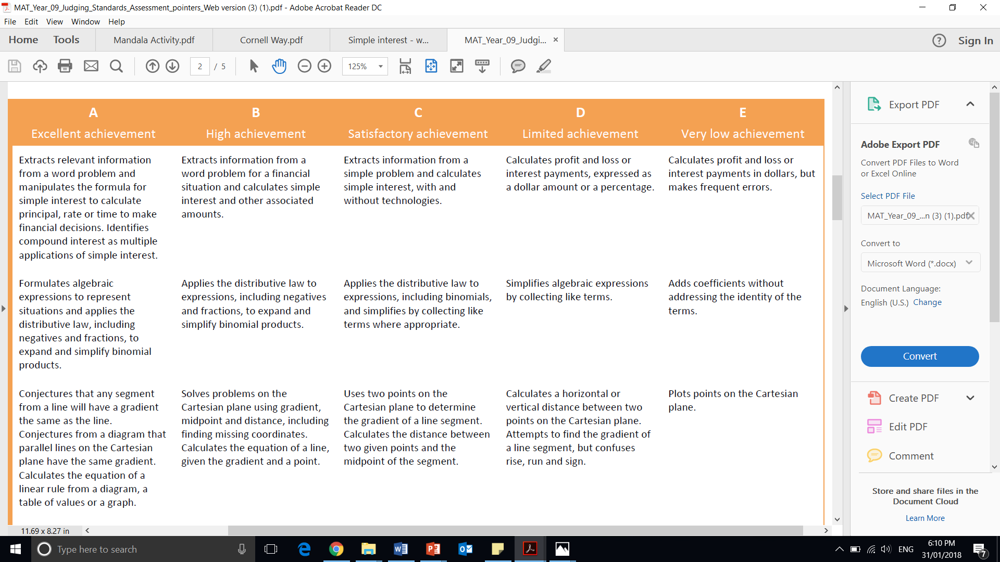 MAT_Year_09_Judging_Standards_Assessment_pointers_Web version (3) (1).pdf - Adobe Acrobat Reader DC
File Edit View Window Help
Home Tools Mandala Activity.pdf Cornell Way.pdf Simple interest - w... MAT_Year_09_Judgi... Sign In
2 / 5 125%
A B C D E
Excellent achievement High achievement Satisfactory achievement Limited achievement Very low achievement
Extracts relevant information
from a word problem and
manipulates the formula for
simple interest to calculate
principal, rate or time to make
financial decisions. Identifies
compound interest as multiple
applications of simple interest.
Extracts information from a
word problem for a financial
situation and calculates simple
interest and other associated
amounts.
Extracts information from a
simple problem and calculates
simple interest, with and
without technologies.
Calculates profit and loss or
interest payments, expressed as
a dollar amount or a percentage.
Calculates profit and loss or
interest payments in dollars, but
makes frequent errors.
Formulates algebraic
expressions to represent
situations and applies the
distributive law, including
negatives and fractions, to
expand and simplify binomial
products.
Applies the distributive law to
expressions, including negatives
and fractions, to expand and
simplify binomial products.
Applies the distributive law to
expressions, including binomials,
and simplifies by collecting like
terms where appropriate.
Simplifies algebraic expressions
by collecting like terms.
Adds coefficients without
addressing the identity of the
terms.
Conjectures that any segment
from a line will have a gradient
the same as the line.
Conjectures from a diagram that
parallel lines on the Cartesian
plane have the same gradient.
Calculates the equation of a
linear rule from a diagram, a
table of values or a graph.
Solves problems on the
Cartesian plane using gradient,
midpoint and distance, including
finding missing coordinates.
Calculates the equation of a line,
given the gradient and a point.
Uses two points on the
Cartesian plane to determine
the gradient of a line segment.
Calculates the distance between
two given points and the
midpoint of the segment.
Calculates a horizontal or
vertical distance between two
points on the Cartesian plane.
Attempts to find the gradient of
a line segment, but confuses
rise, run and sign.
Plots points on the Cartesian
plane.
11.69 x 8.27 in
Export PDF
Adobe Export PDF
Convert PDF Files to Word
or Excel Online
Select PDF File
MAT_Year_09_...n (3) (1).pdf
Convert to
Microsoft Word (*.docx)
Document Language:
English (U.S.) Change
Convert
Create PDF
Edit PDF
Comment
Store and share files in the
Document Cloud
Learn More
Type here to search
ENG
6:10 PM
31/01/2018
7